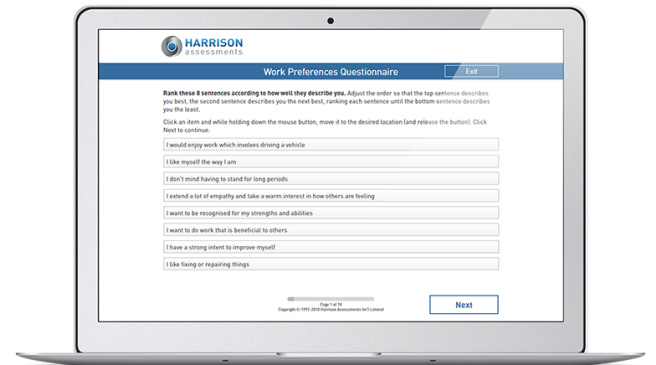 HARRISON
assessments
Work Preferences Questionnaire
Exit
Rank these 8 sentences according to how well they describe you. Adjust the order so that the top sentence describes
you best, the second sentence describes you the next best, ranking each sentence until the bottom sentence describes
you the least.
Click an item and while holding down the mouse button, move it to the desired location (and release the button). Click
Next to continue.
I would enjoy work which involves driving a vehicle
I like myself the way I am
I don't mind having to stand for long periods
I extend a lot of empathy and take a warm interest in how others are feeling
I want to be recognised for my strengths and abilities
I want to do work that is beneficial to others
I have a strong intent to improve myself
I like fixing or repairing things
Page 1 of 10
Copyright © 1991-2018 Harrison Assessments Int'l Limited
Next